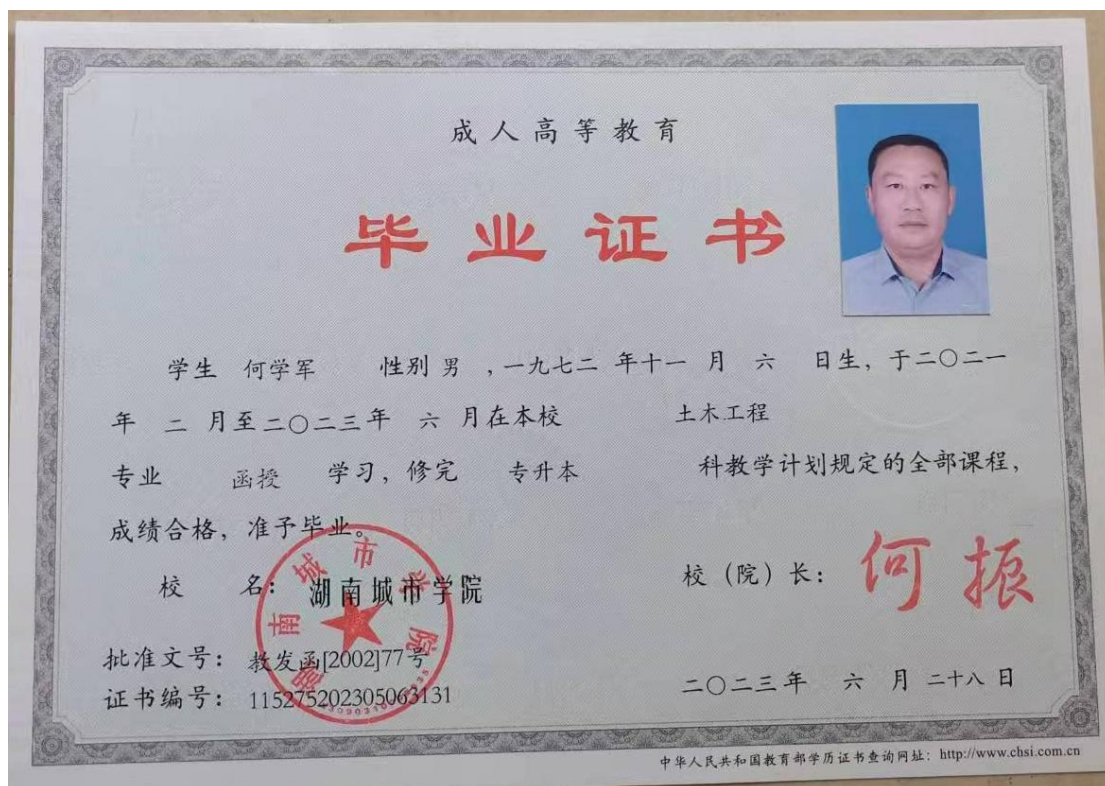 成人高等教育
毕业证书
学生 何学军 性别 男 ，一九七二 年十一 月 六 日生，于二〇二一
年 二 月至二〇二三年 六 月在本校 土木工程
专业 函授 学习，修完 专升本 科教学计划规定的全部课程，
成绩合格，准予毕业。
校 名： 湖南城市学院
校（院）长： 何振
湖南城市学院
批准文号： 教发函[2002]77号
证书编号： 115275202305063131
二〇二三年 六 月 二十八 日
中华人民共和国教育部学历证书查询网址：http://www.chsi.com.cn